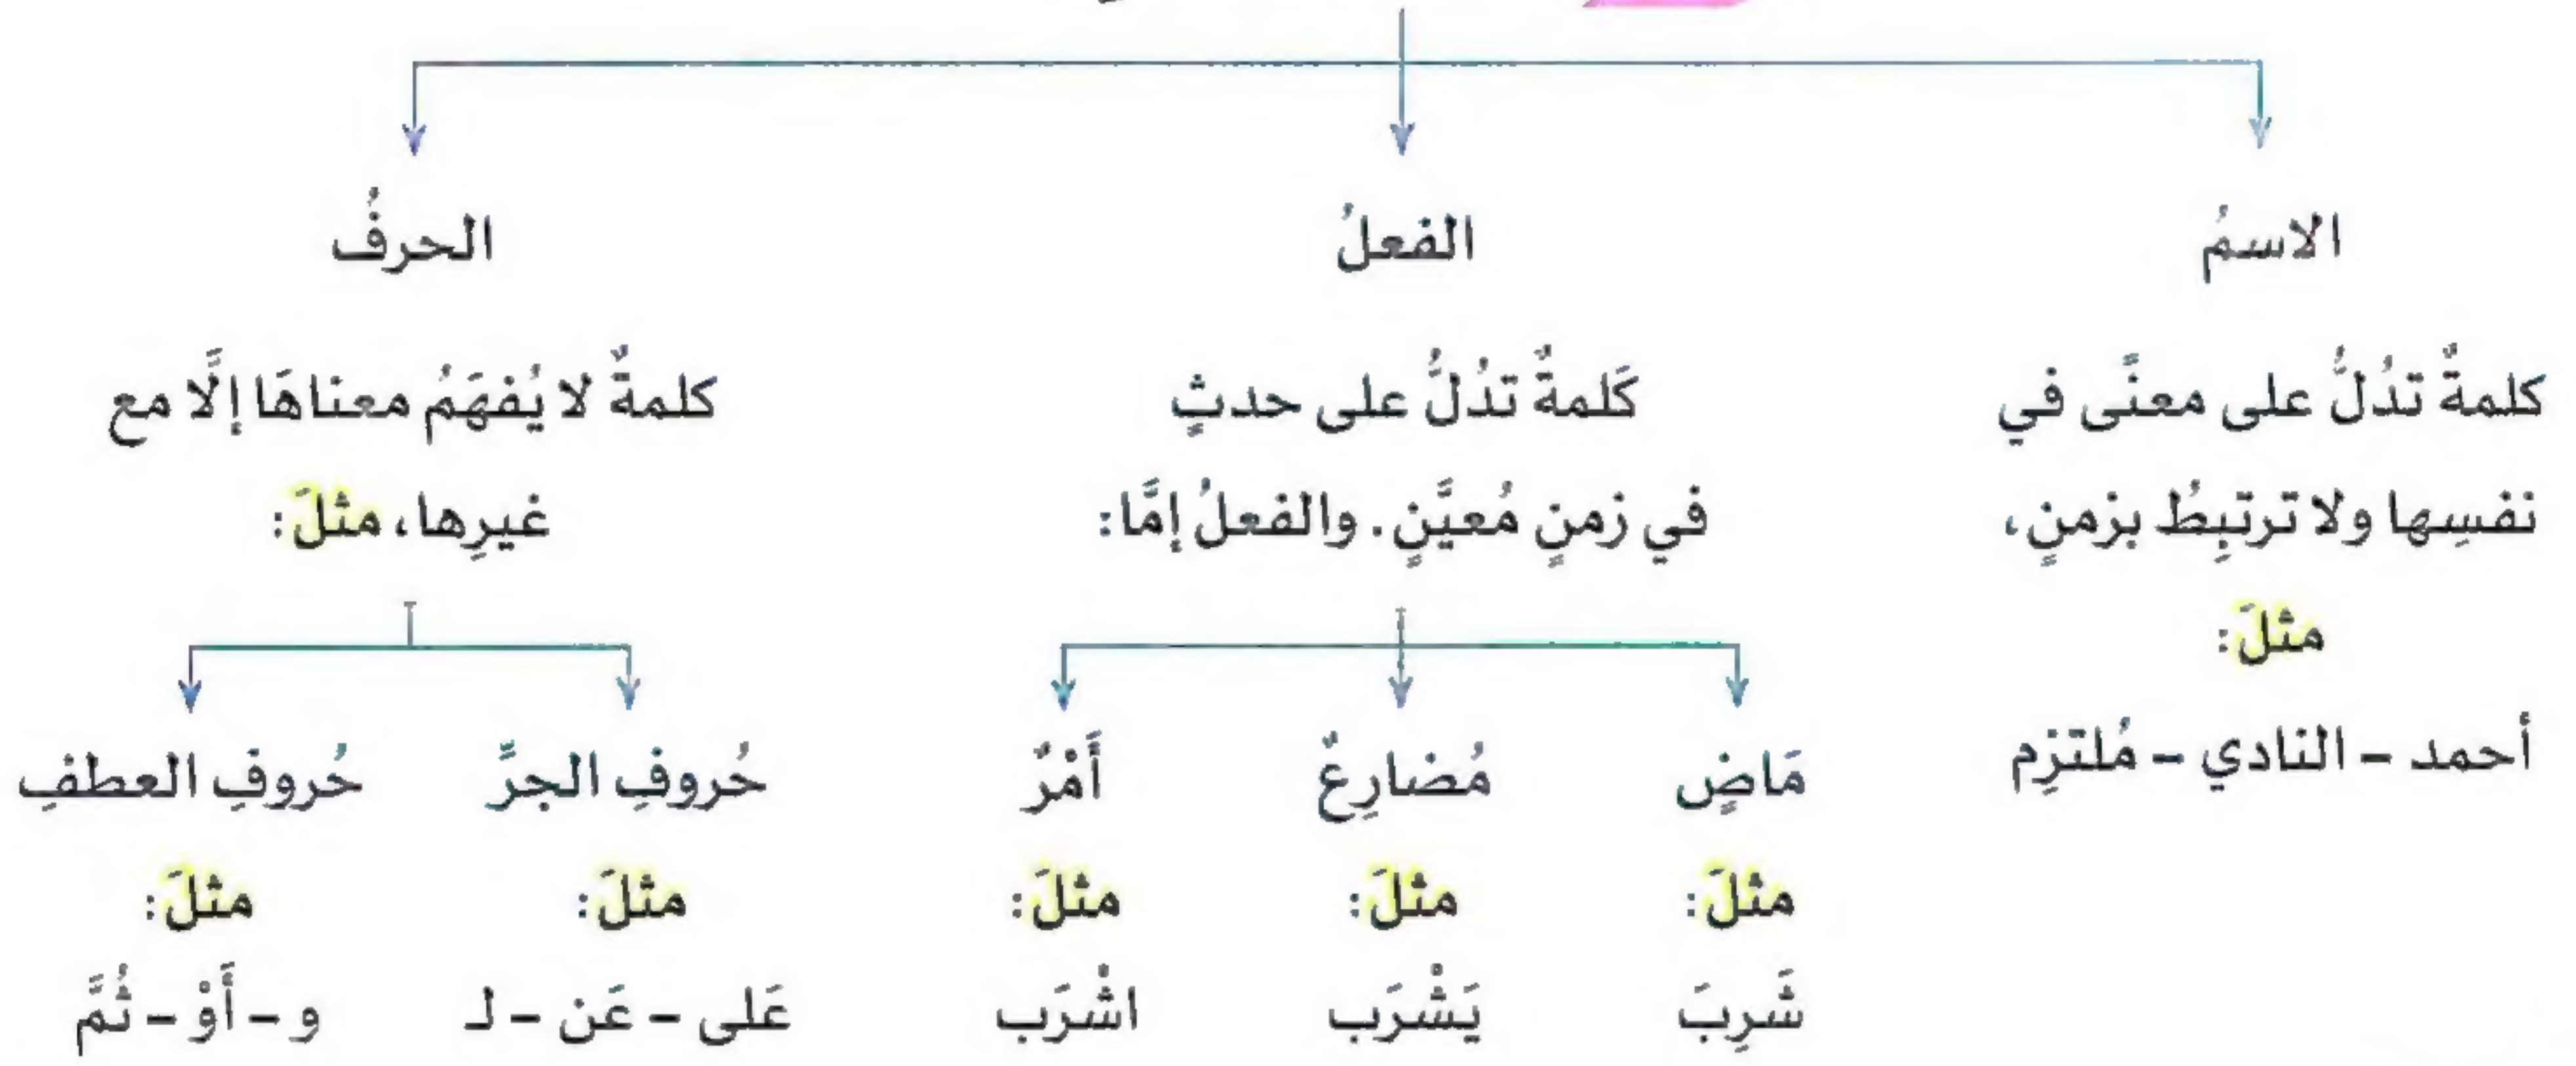 الاسمُ
كلمةٌ تدُلُّ على معنًى في
نفسِها ولا ترتبِطُ بزمنٍ،
مثلَ:
أحمد – النادي – مُلتزِم
الفعلُ
كَلمةٌ تدُلُّ على حدثٍ
في زمنٍ مُعيَّنٍ. والفعلُ إمَّا:
مَاضٍ
مثلَ:
شَرِبَ
مُضارِعٌ
مثلَ:
يَشْرَب
أَمْرٌ
مثلَ:
اشْرَب
الحرفُ
كلمةٌ لا يُفهَمُ معناهَا إلَّا مع
غيرِها، مثلَ:
حُروفِ الجرِّ
مثلَ:
عَلى – عَن – لـ
حُروفِ العطفِ
مثلَ:
و – أَوْ – ثُمَّ